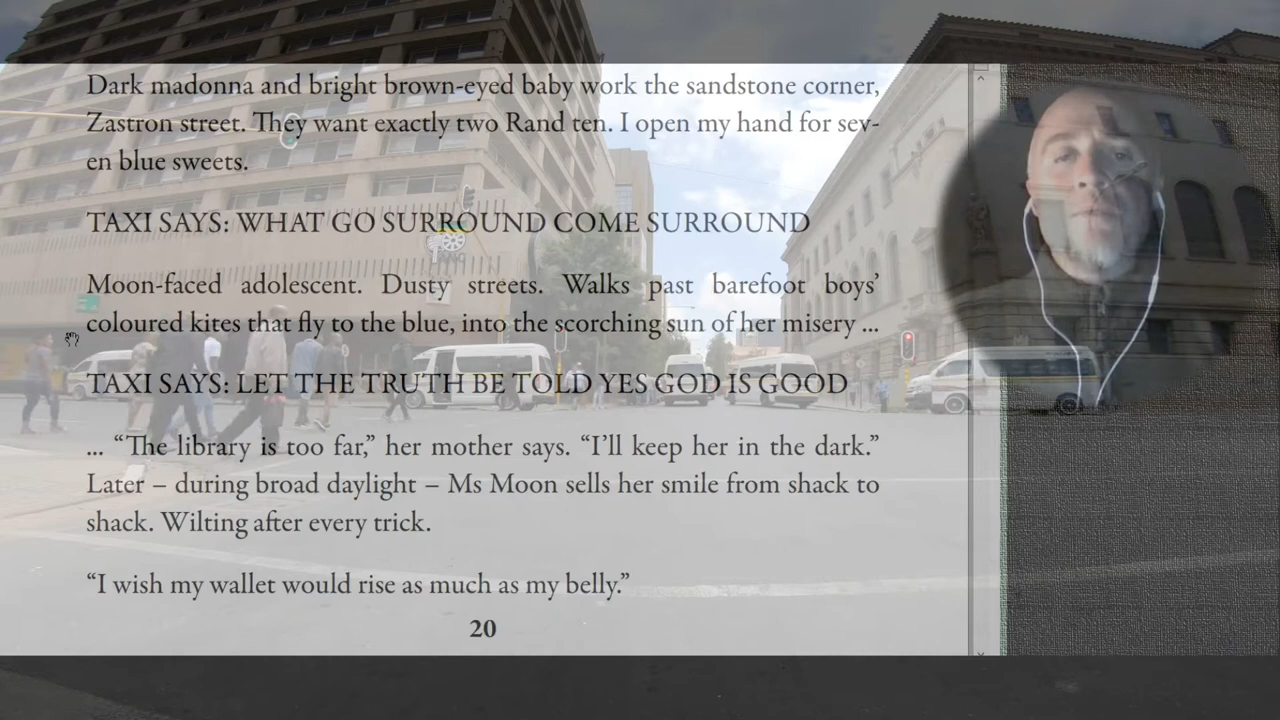 Dark madonna and bright brown-eyed baby work the sandstone corner,
Zastron street. They want exactly two Rand ten. I open my hand for sev-
en blue sweets.
TAXI SAYS: WHAT GO SURROUND COME SURROUND
Moon-faced adolescent. Dusty streets. Walks past barefoot boys’
coloured kites that fly to the blue, into the scorching sun of her misery ...
TAXI SAYS: LET THE TRUTH BE TOLD YES GOD IS GOOD
... “The library is too far,” her mother says. “I’ll keep her in the dark.”
Later – during broad daylight – Ms Moon sells her smile from shack to
shack. Wilting after every trick.
“I wish my wallet would rise as much as my belly.”
20